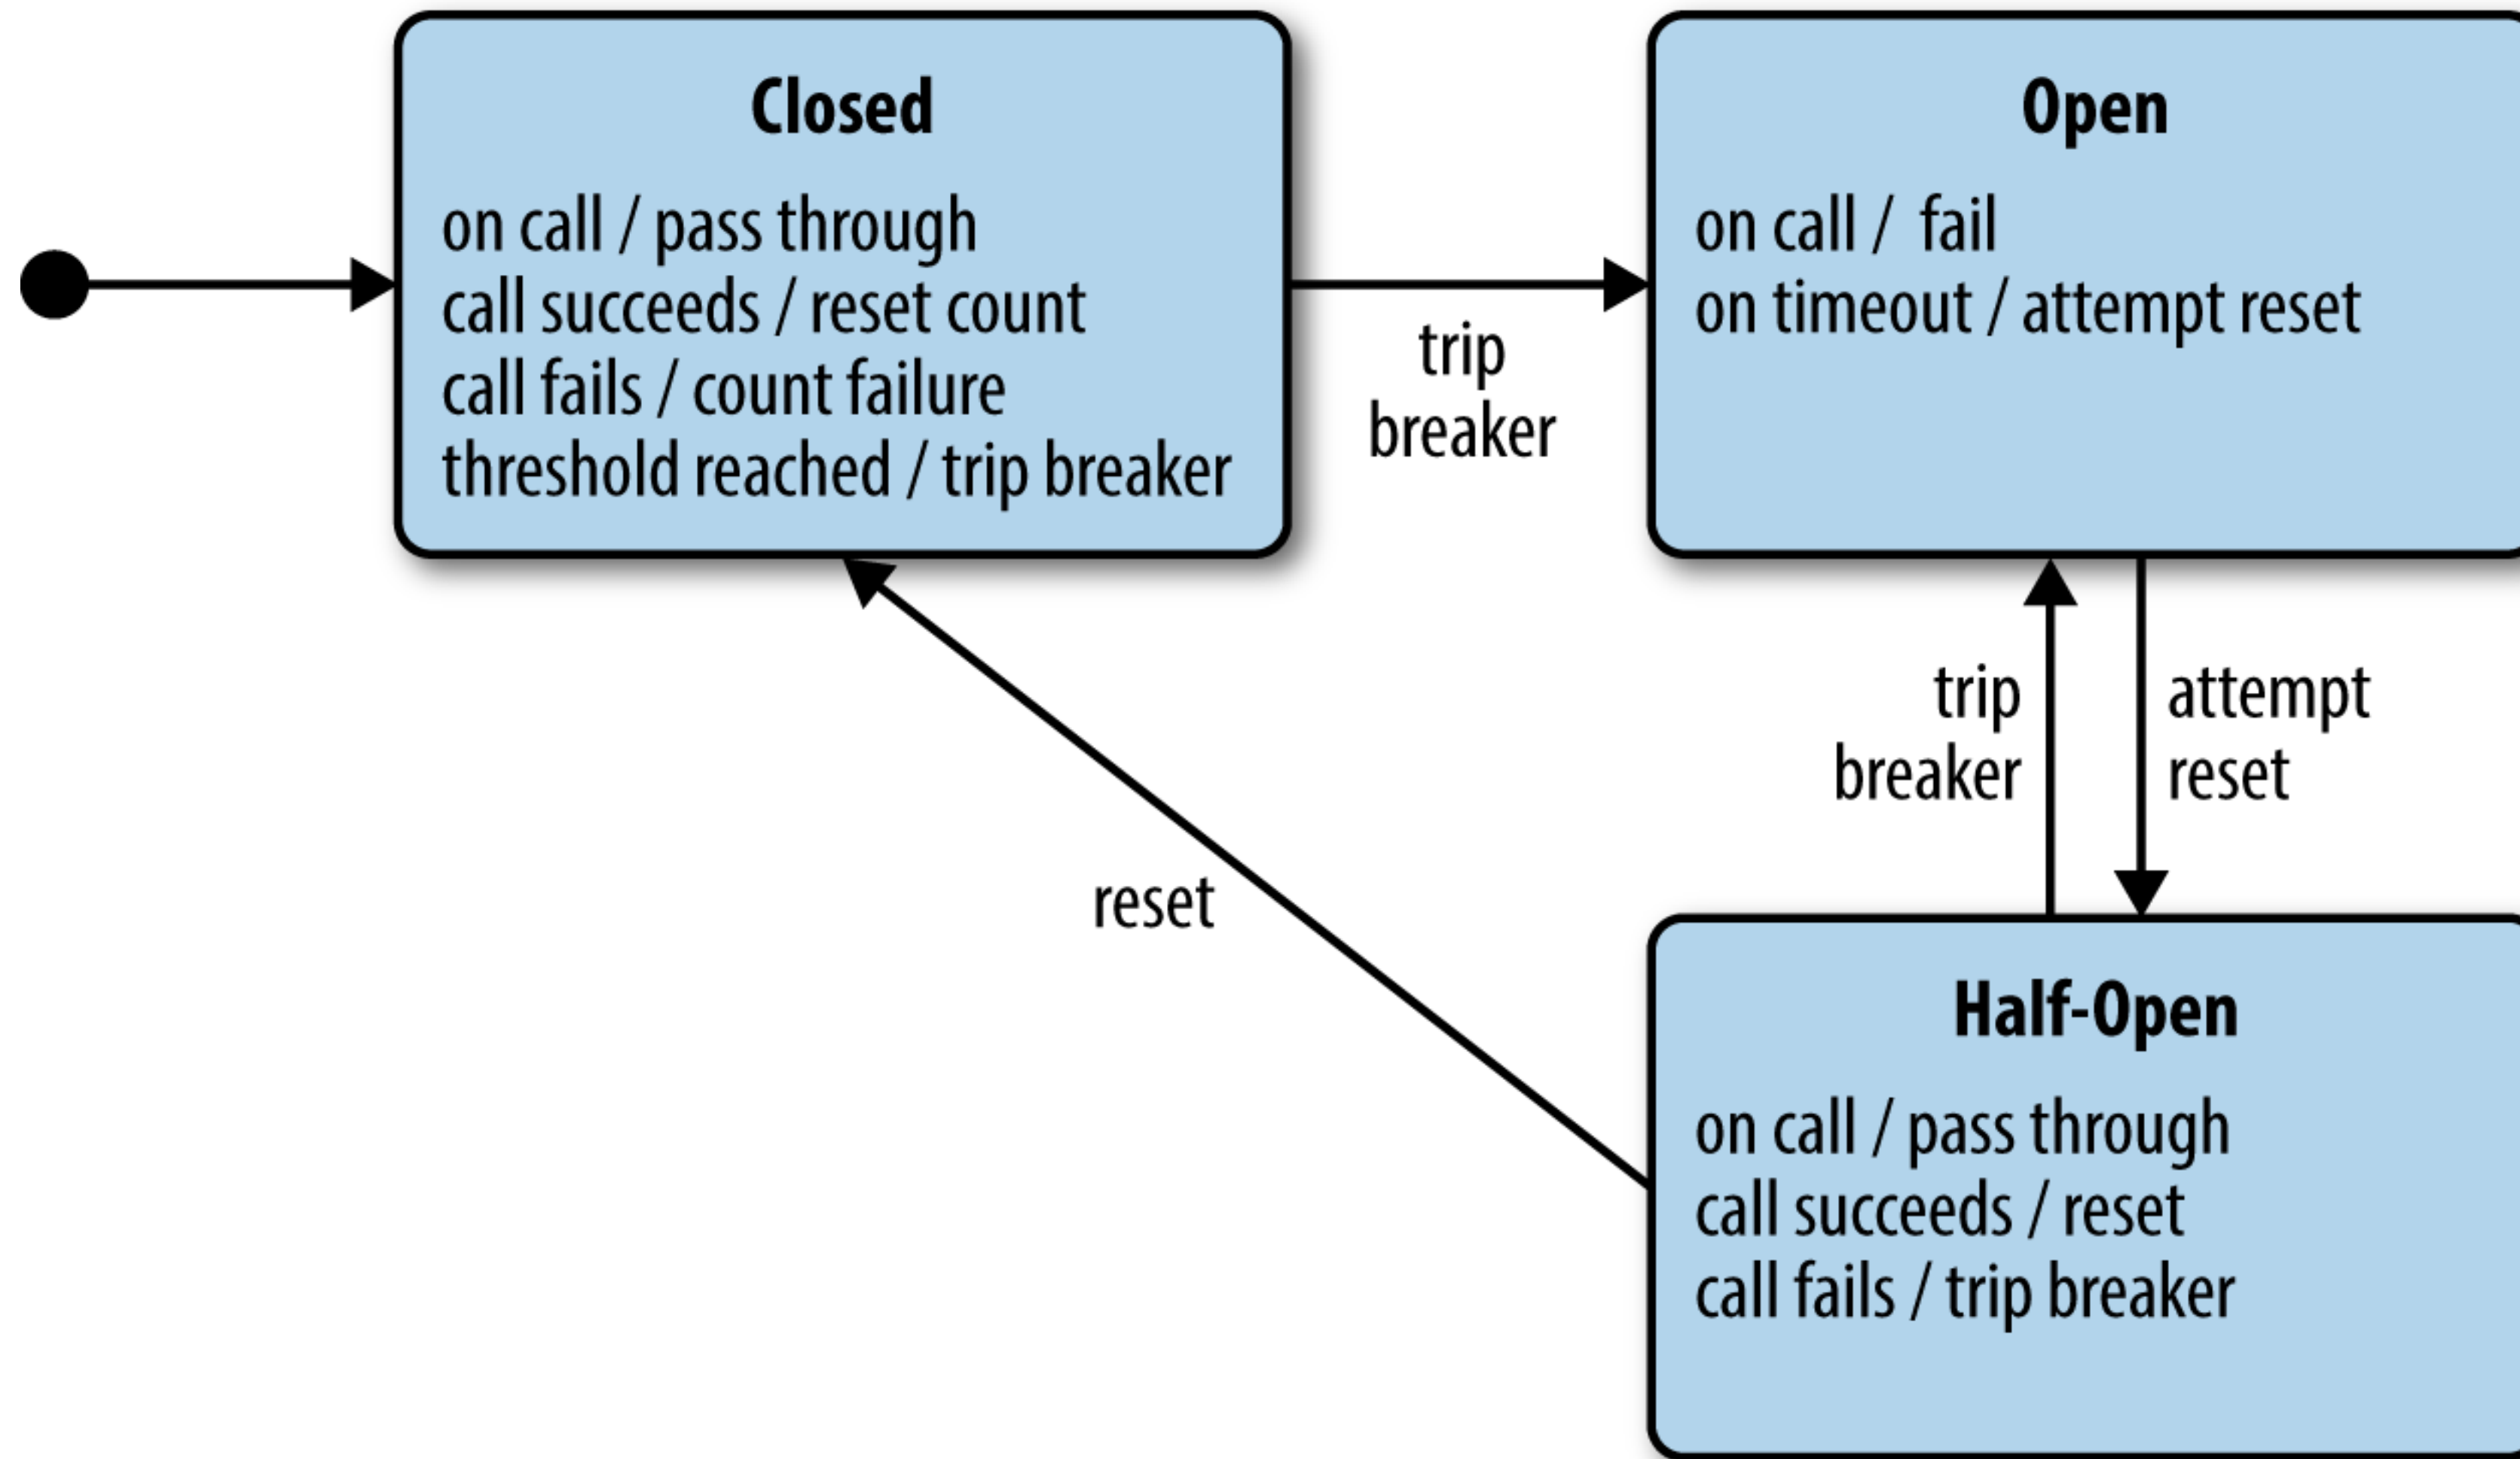 Closed
on call / pass through
call succeeds / reset count
call fails / count failure
threshold reached / trip breaker
trip
breaker
Open
on call /  fail
on timeout / attempt reset
trip
breaker
attempt
reset
reset
Half-Open
on call / pass through
call succeeds / reset
call fails / trip breaker